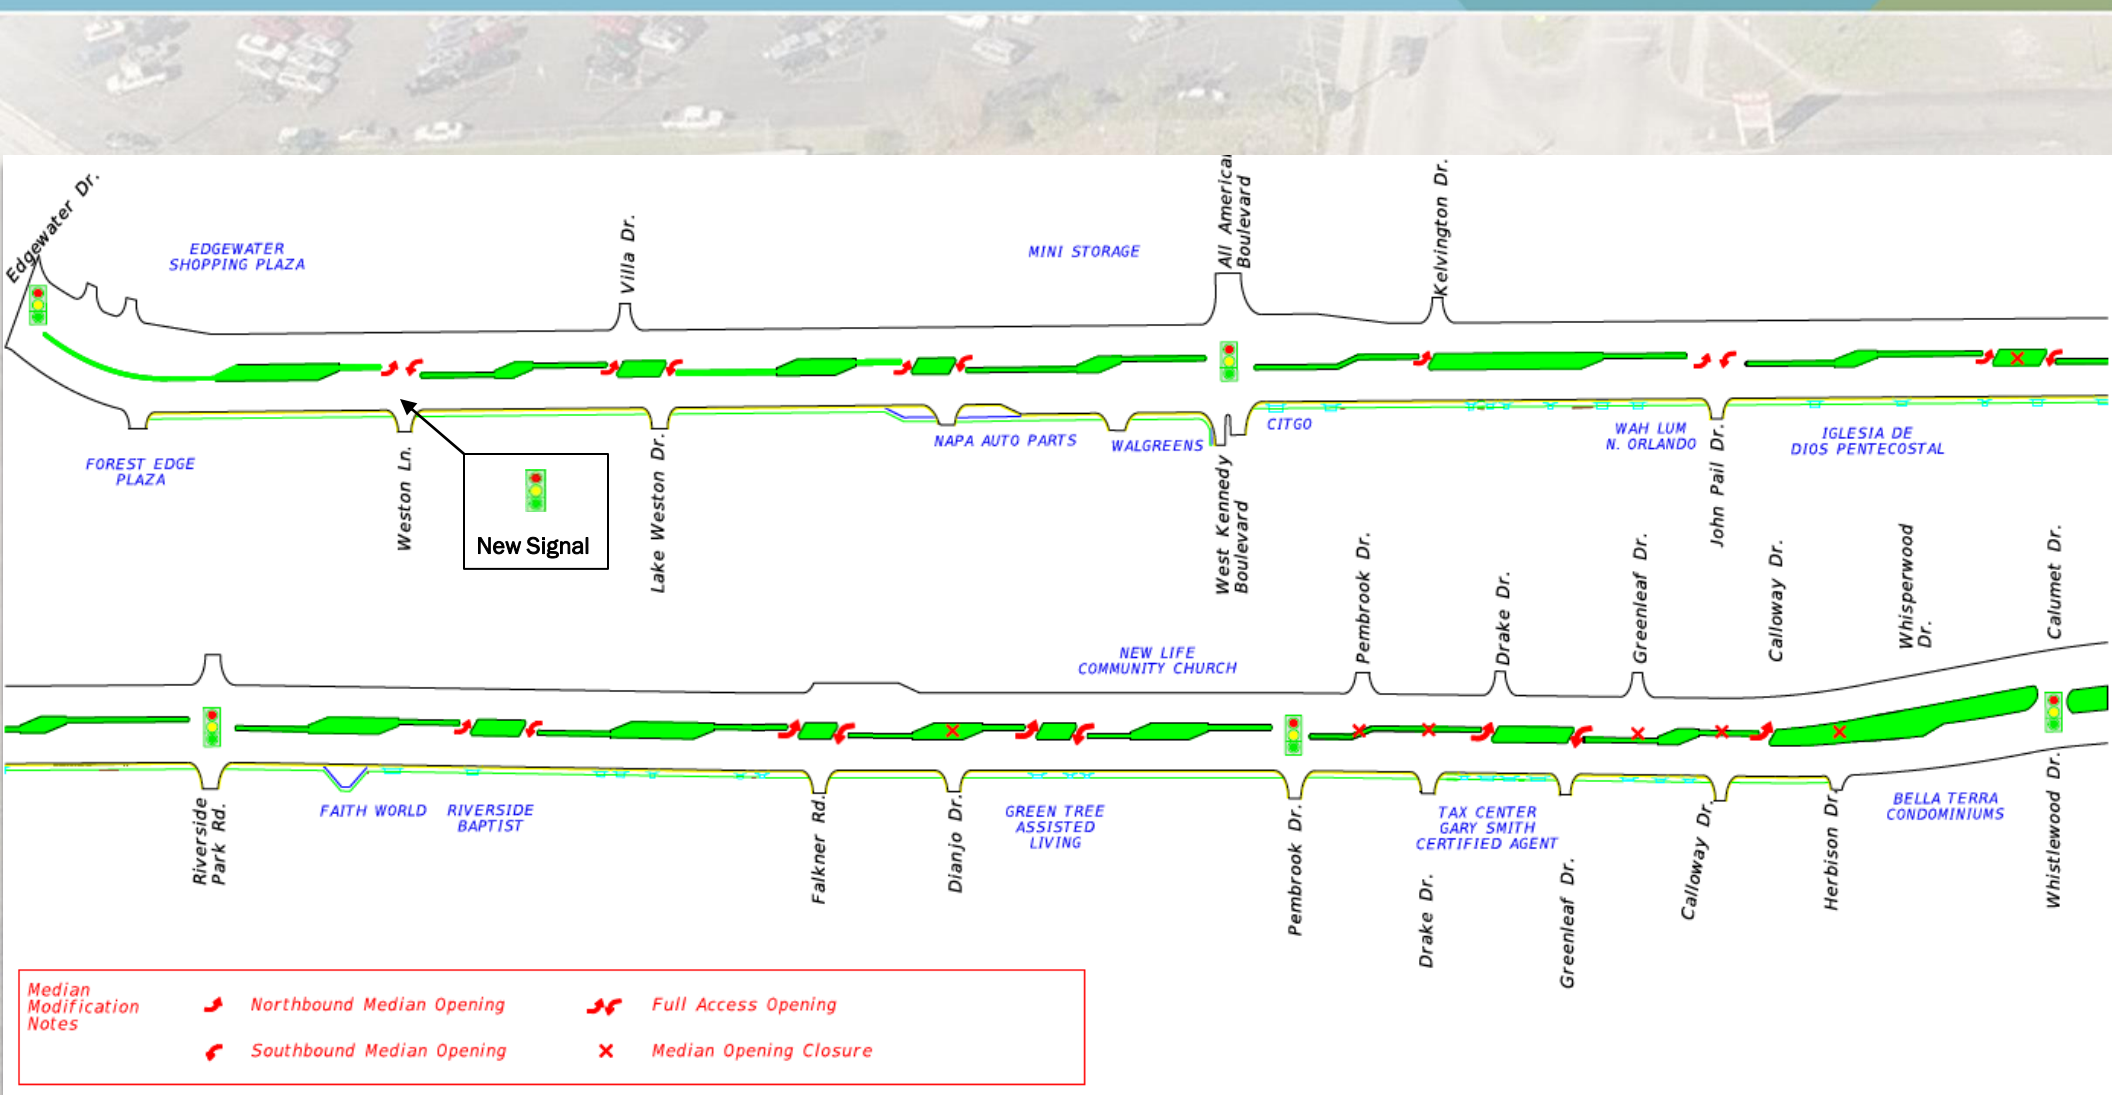 Edgewater Dr.
EDGEWATER
SHOPPING PLAZA
Villa Dr.
MINI STORAGE
All America
Boulevard
Kelvington Dr.
FOREST EDGE
PLAZA
Weston Ln.
New Signal
Lake Weston Dr.
NAPA AUTO PARTS
WALGREENS
West Kennedy
Boulevard
CITGO
WAH LUM
N. ORLANDO
John Pail Dr.
IGLESIA DE
DIOS PENTECOSTAL
NEW LIFE
COMMUNITY CHURCH
Pembrook Dr.
Drake Dr.
Greenleaf Dr.
Calloway Dr.
Whisperwood
Dr.
Calumet Dr.
Riverside
Park Rd.
FAITH WORLD
RIVERSIDE
BAPTIST
Falkner Rd.
Dianjo Dr.
GREEN TREE
ASSISTED
LIVING
Pembrook Dr.
Drake Dr.
TAX CENTER
GARY SMITH
CERTIFIED AGENT
Greenleaf Dr.
Calloway Dr.
Herbison Dr.
BELLA TERRA
CONDOMINIUMS
Whistlewood Dr.
Median
Modification
Notes
Northbound Median Opening
Full Access Opening
Southbound Median Opening
Median Opening Closure